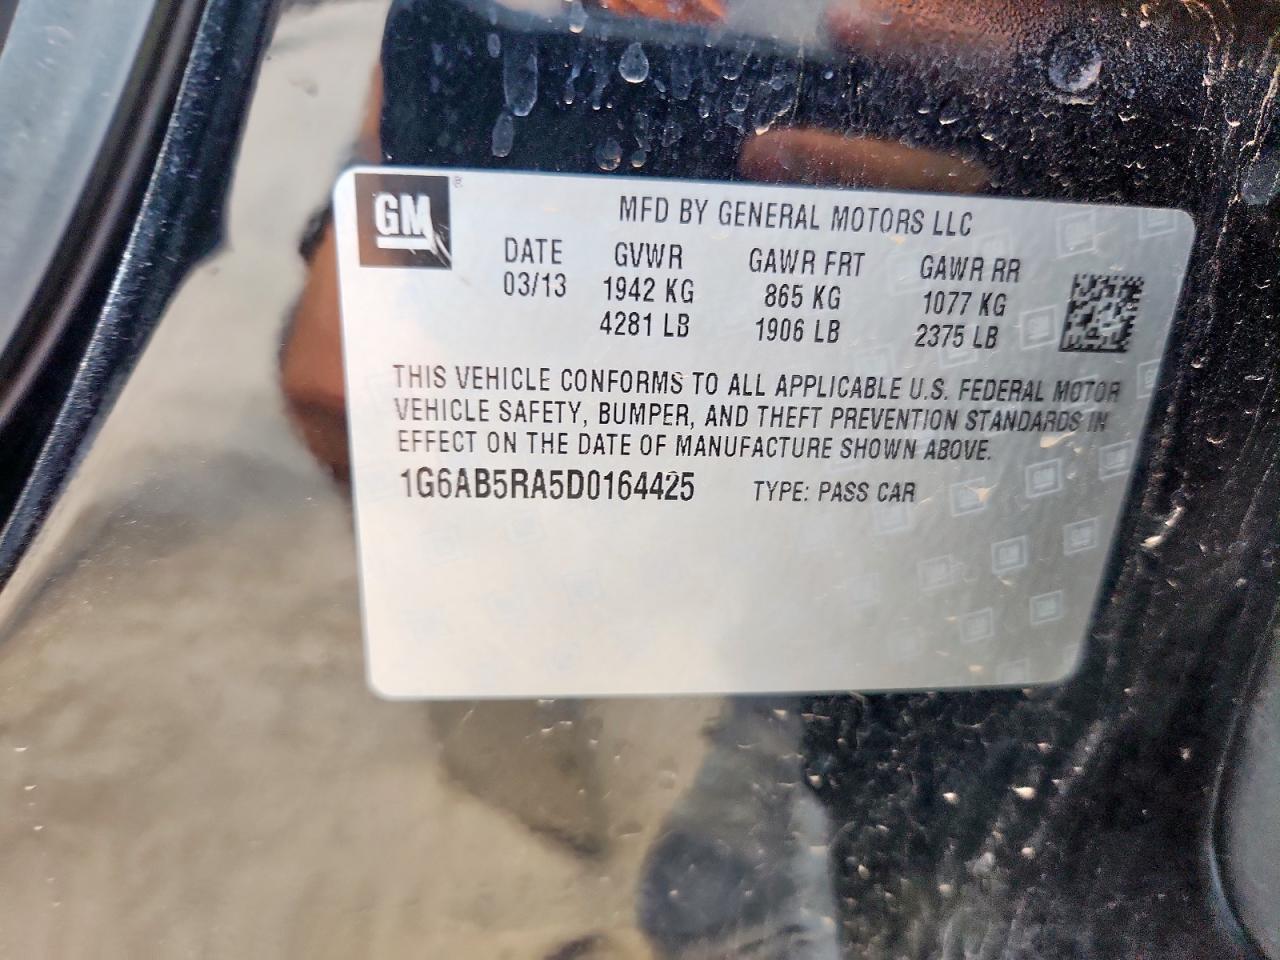 GM
MFD BY GENERAL MOTORS LLC
DATE GVWR GAWR FRT GAWR RR
03/13 1942 KG 865 KG 1077 KG
4281 LB 1906 LB 2375 LB
THIS VEHICLE CONFORMS TO ALL APPLICABLE U.S. FEDERAL MOTOR
VEHICLE SAFETY, BUMPER, AND THEFT PREVENTION STANDARDS IN
EFFECT ON THE DATE OF MANUFACTURE SHOWN ABOVE.
1G6AB5RA5D0164425 TYPE: PASS CAR